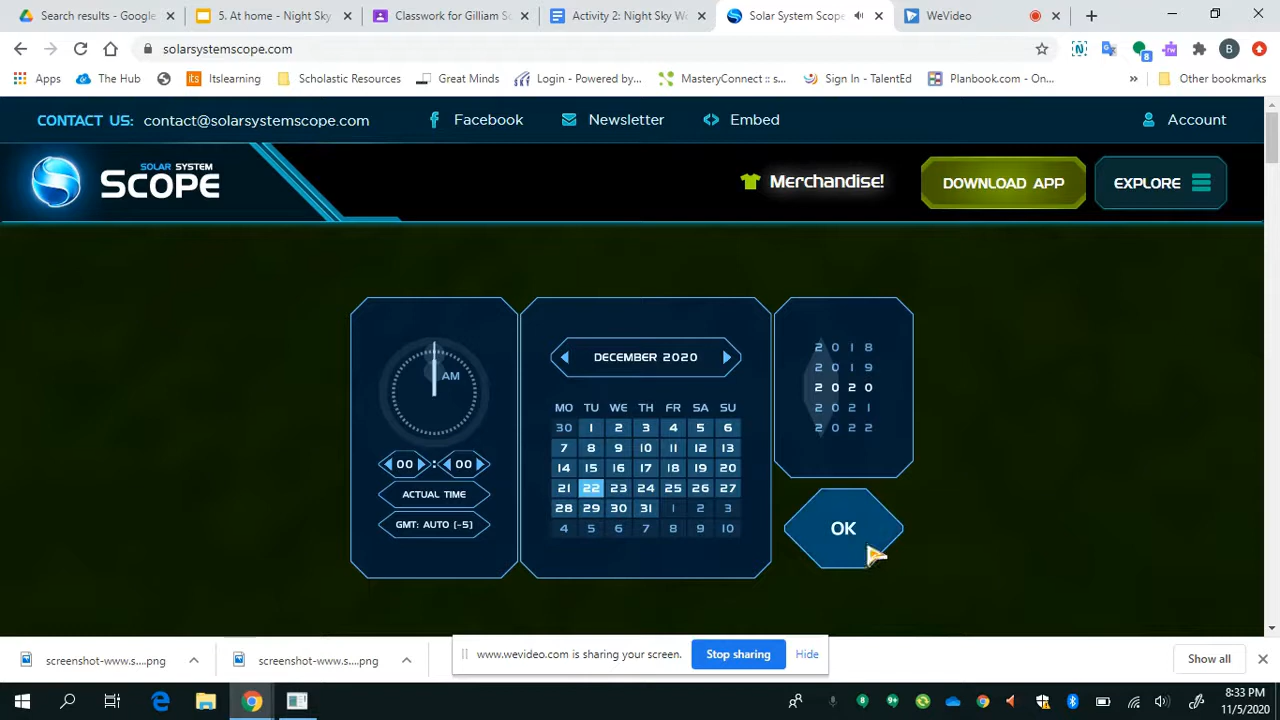 Search results - Google
5. At home - Night Sky
Classwork for Gilliam S
Activity 2: Night Sky W
Solar System Scope
WeVideo
solarsystemscope.com
8
B
Apps
The Hub
its
Itslearning
Scholastic Resources
Great Minds
Login - Powered by...
MasteryConnect :: s...
Sign In - TalentEd
Planbook.com - On...
»
Other bookmarks
CONTACT US: contact@solarsystemscope.com
Facebook
Newsletter
Embed
Account
SOLAR SYSTEM
SCOPE
Merchandise!
DOWNLOAD APP
EXPLORE
AM
00 : 00
ACTUAL TIME
GMT: AUTO (-5)
DECEMBER 2020
MO TU WE TH FR SA SU
30 1 2 3 4 5 6
7 8 9 10 11 12 13
14 15 16 17 18 19 20
21 22 23 24 25 26 27
28 29 30 31 1 2 3
4 5 6 7 8 9 10
2018
2019
2020
2021
2022
OK
screenshot-www.s....png
screenshot-www.s....png
www.wevideo.com is sharing your screen.
Stop sharing
Hide
Show all
8:33 PM
11/5/2020